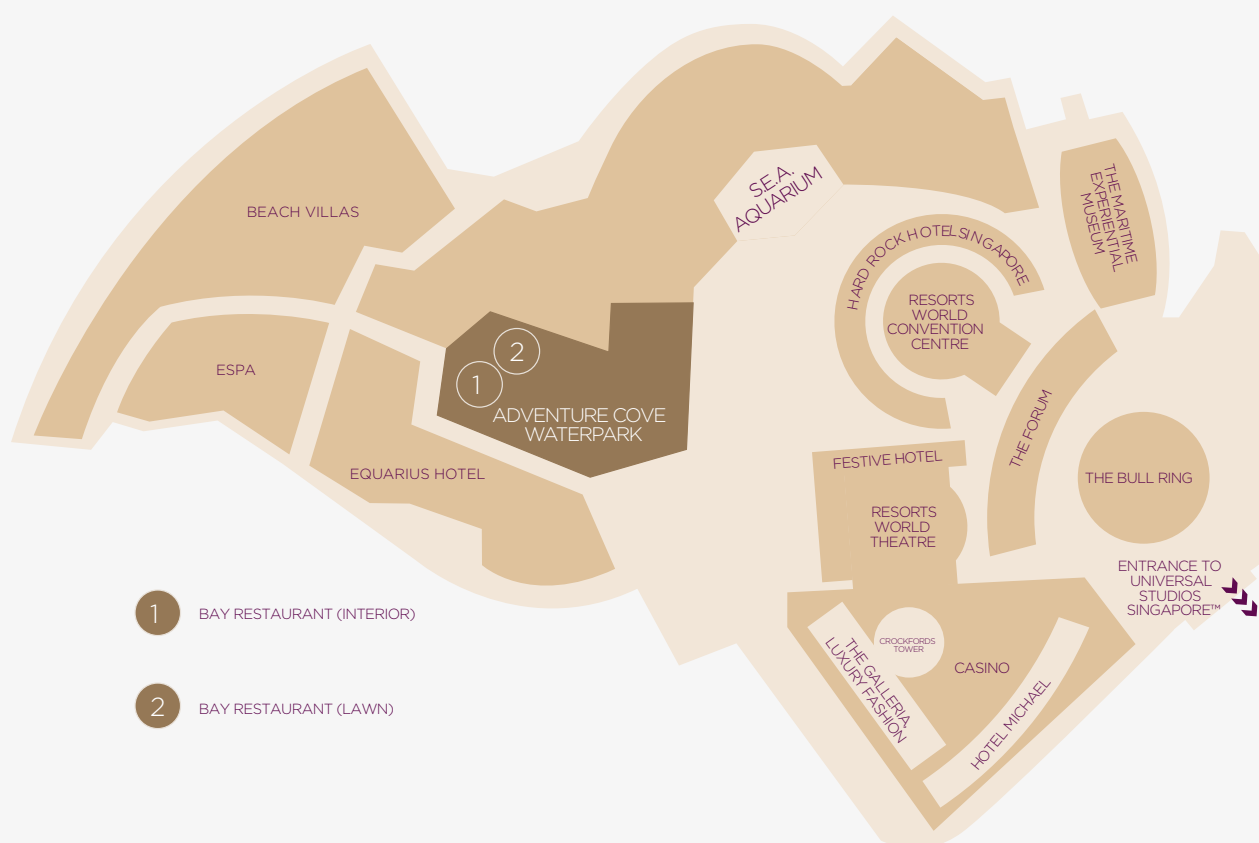 BEACH VILLAS
ESPA
EQUARIUS HOTEL
2
1
ADVENTURE COVE
WATERPARK
S.E.A.
AQUARIUM
HARD ROCK HOTEL SINGAPORE
RESORTS
WORLD
CONVENTION
CENTRE
THE MARITIME
EXPERIENTIAL
MUSEUM
THE FORUM
THE BULL RING
FESTIVE HOTEL
RESORTS
WORLD
THEATRE
ENTRANCE TO
UNIVERSAL
STUDIOS
SINGAPORE™
CROCKFORDS
TOWER
THE GALLERIA,
LUXURY FASHION
CASINO
HOTEL MICHAEL
1 BAY RESTAURANT (INTERIOR)
2 BAY RESTAURANT (LAWN)